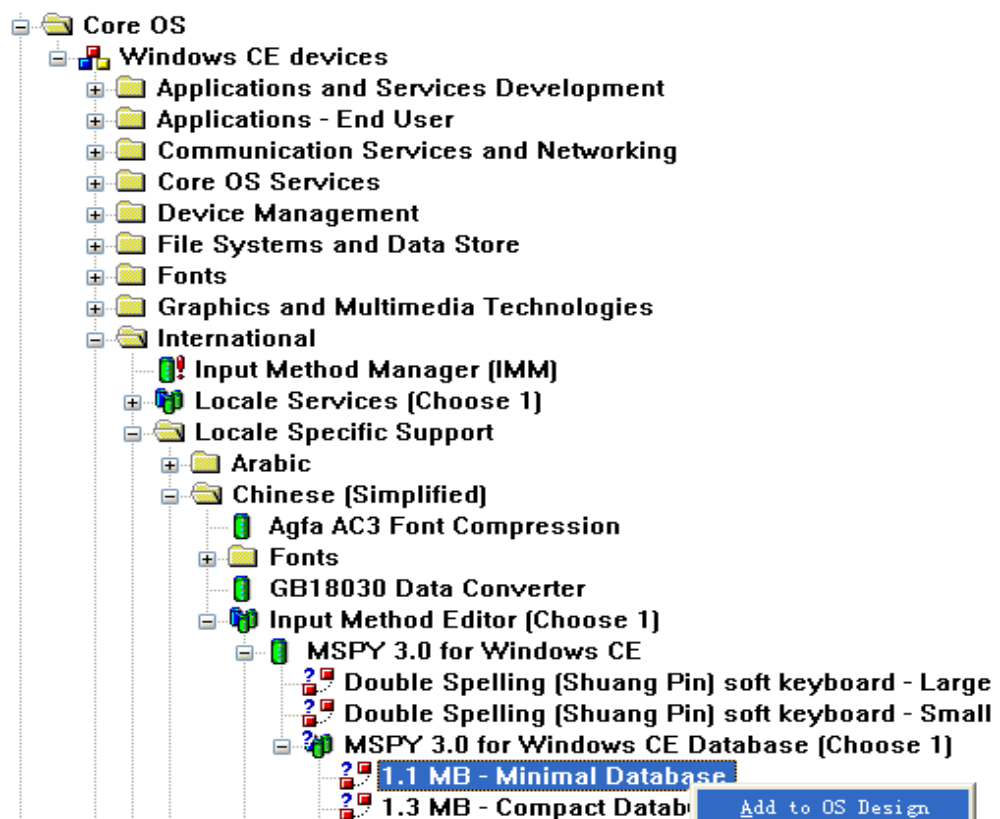 Core OS
Windows CE devices
Applications and Services Development
Applications - End User
Communication Services and Networking
Core OS Services
Device Management
File Systems and Data Store
Fonts
Graphics and Multimedia Technologies
International
Input Method Manager (IMM)
Locale Services (Choose 1)
Locale Specific Support
Arabic
Chinese (Simplified)
Agfa AC3 Font Compression
Fonts
GB18030 Data Converter
Input Method Editor (Choose 1)
MSPY 3.0 for Windows CE
Double Spelling (Shuang Pin) soft keyboard - Large
Double Spelling (Shuang Pin) soft keyboard - Small
MSPY 3.0 for Windows CE Database (Choose 1)
1.1 MB - Minimal Database
1.3 MB - Compact Datab
Add to OS Design